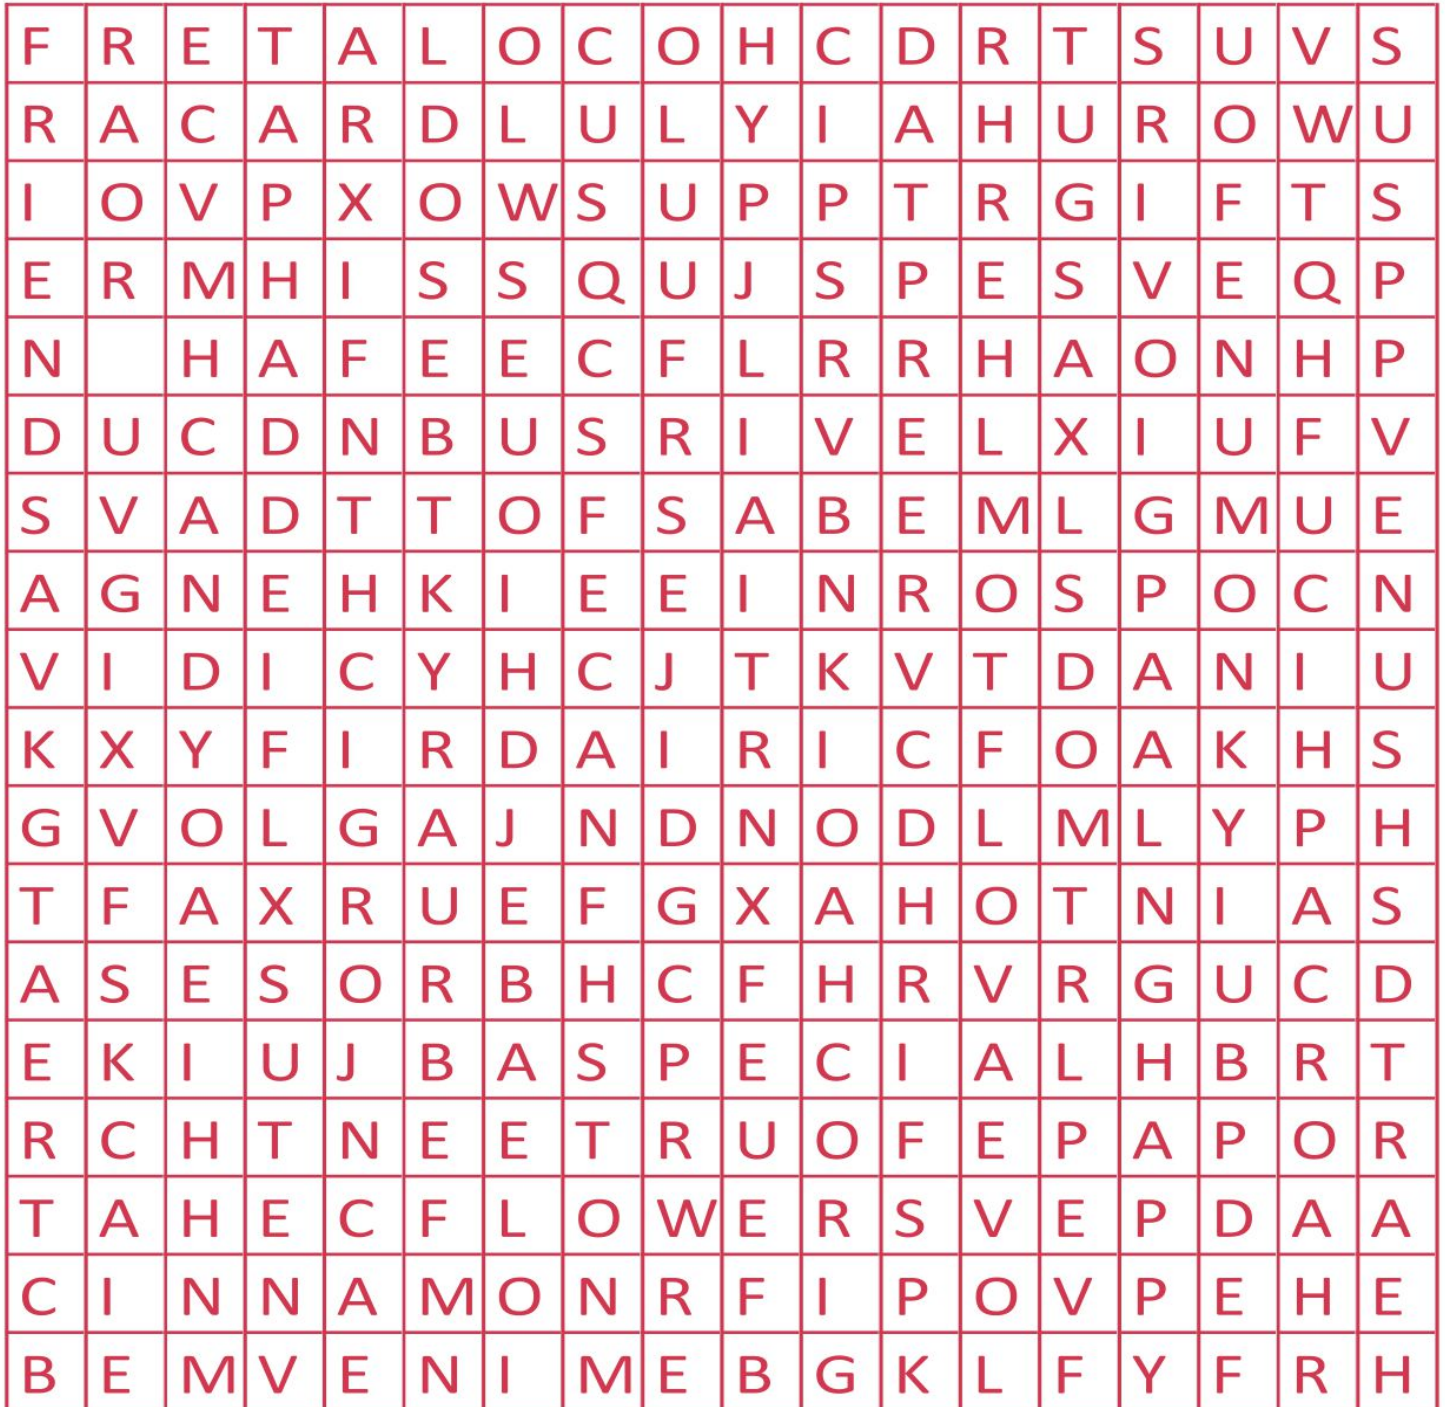 F R E T A L O C O H C D R T S U V S
R A C A R D L U L Y I A H U R O W U
I O V P X O W S U P P T R G I F T S
E R M H I S S Q U J S P E S V E Q P
N H A F E E C F L R R H A O N H P
D U C D N B U S R I V E L X I U F V
S V A D T T O F S A B E M L G M U E
A G N E H K I E E I N R O S P O C N
V I D I C Y H C J T K V T D A N I U
K X Y F I R D A I R I C F O A K H S
G V O L G A J N D N O D L M L Y P H
T F A X R U E F G X A H O T N I A S
A S E S O R B H C F H R V R G U C D
E K I U J B A S P E C I A L H B R T
R C H T N E E T R U O F E P A P O R
T A H E C F L O W E R S V E P D A A
C I N N A M O N R F I P O V P E H E
B E M V E N I M E B G K L F Y F R H